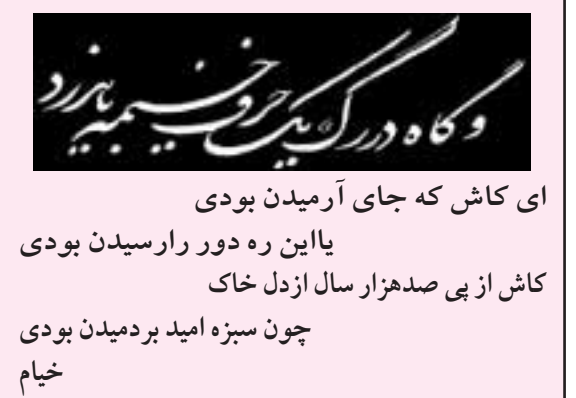 و گاه در رگ یک حرف خیمه باید زد
ای کاش که جای آرمیدن بودی
یااین ره دور رارسیدن بودی
کاش از پی صدهزار سال ازدل خاک
چون سبزه امید بردمیدن بودی
خیام